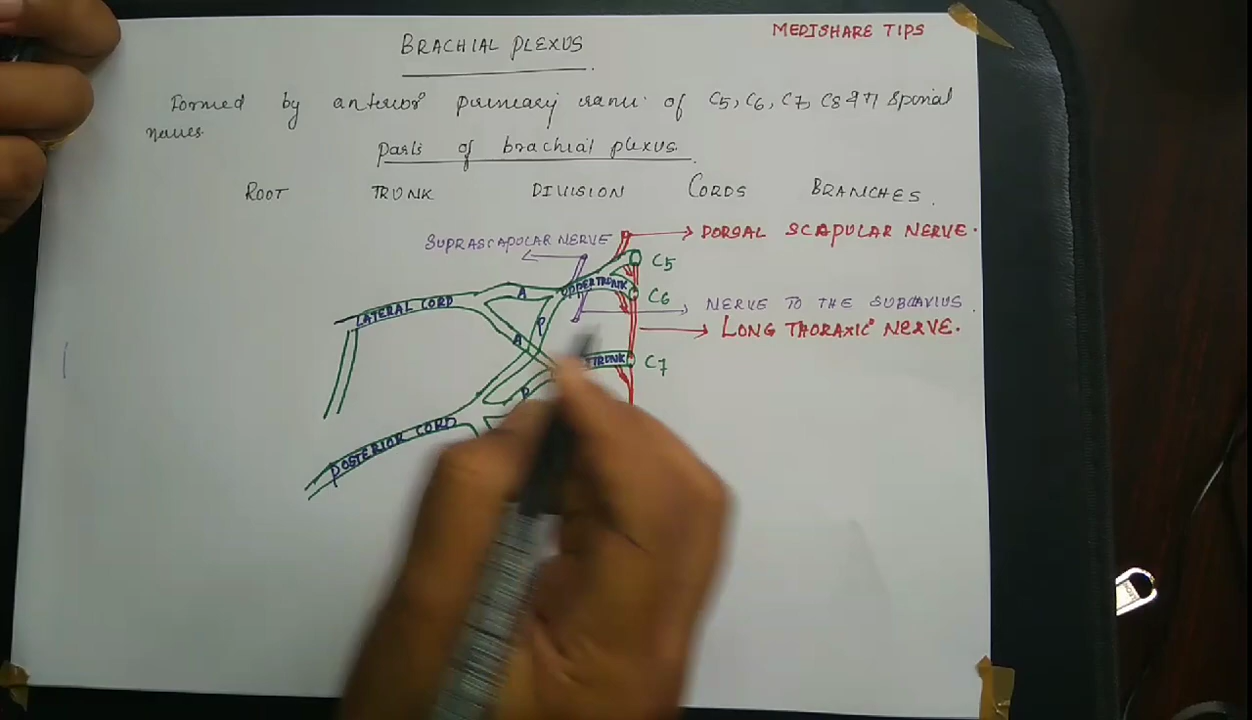 BRACHIAL PLEXUS
MEDISHARE TIPS
Formed by anterior primary rami of C5, C6, C7, C8 & T1 Spinal
nerves
Parts of brachial plexus
ROOT TRUNK DIVISION CORDS BRANCHES.
SUPRASCAPULAR NERVE
DORSAL SCAPULAR NERVE.
C5
UPPER TRUNK
A
C6
LATERAL CORD
NERVE TO THE SUBCLAVIUS
P
LONG THORAXIC NERVE.
A
TRUNK
C7
P
POSTERIOR CORD